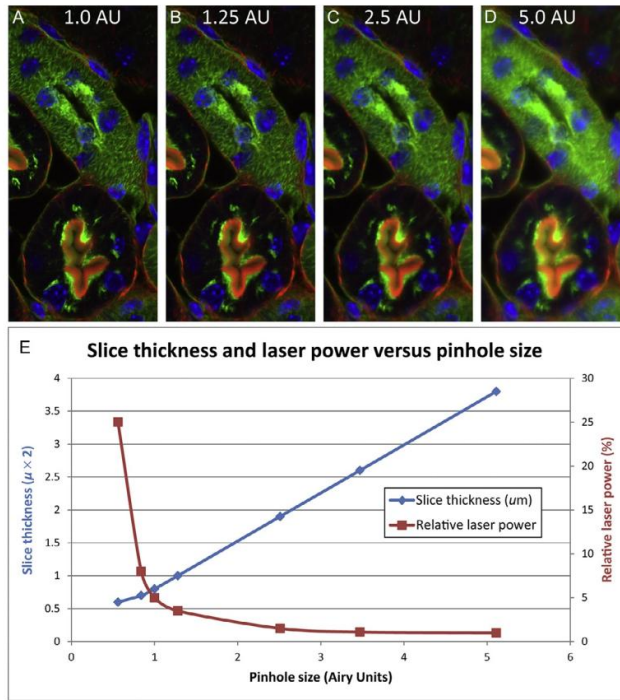 A 1.0 AU
B 1.25 AU
C 2.5 AU
D 5.0 AU
E
Slice thickness and laser power versus pinhole size
Slice thickness (μ × 2)
4
3.5
3
2.5
2
1.5
1
0.5
0
30
25
20
15
10
5
0
Relative laser power (%)
Slice thickness (um)
Relative laser power
0 1 2 3 4 5 6
Pinhole size (Airy Units)